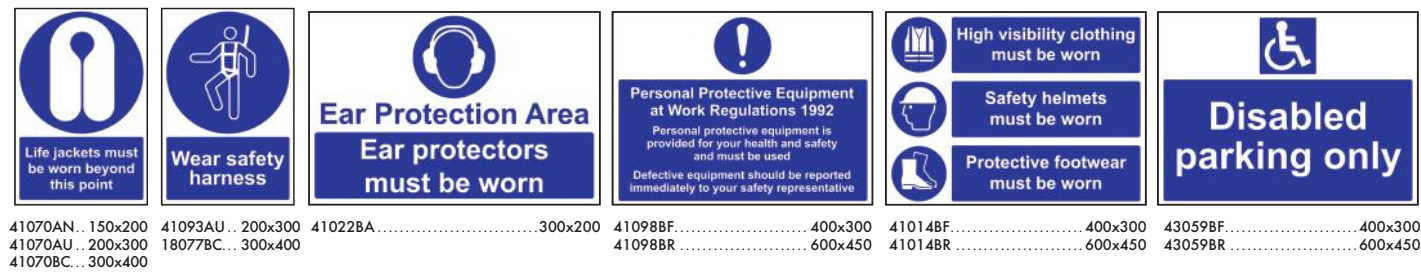 Life jackets must
be worn beyond
this point
41070AN.. 150x200
41070AU.. 200x300
41070BC... 300x400
Wear safety
harness
41093AU.. 200x300
18077BC... 300x400
Ear Protection Area
Ear protectors
must be worn
41022BA..........................300x200
Personal Protective Equipment
at Work Regulations 1992
Personal protective equipment is
provided for your health and safety
and must be used
Defective equipment should be reported
immediately to your safety representative
41098BF......................400x300
41098BR ......................600x450
High visibility clothing
must be worn
Safety helmets
must be worn
Protective footwear
must be worn
41014BF......................400x300
41014BR ......................600x450
Disabled
parking only
43059BF......................400x300
43059BR ......................600x450